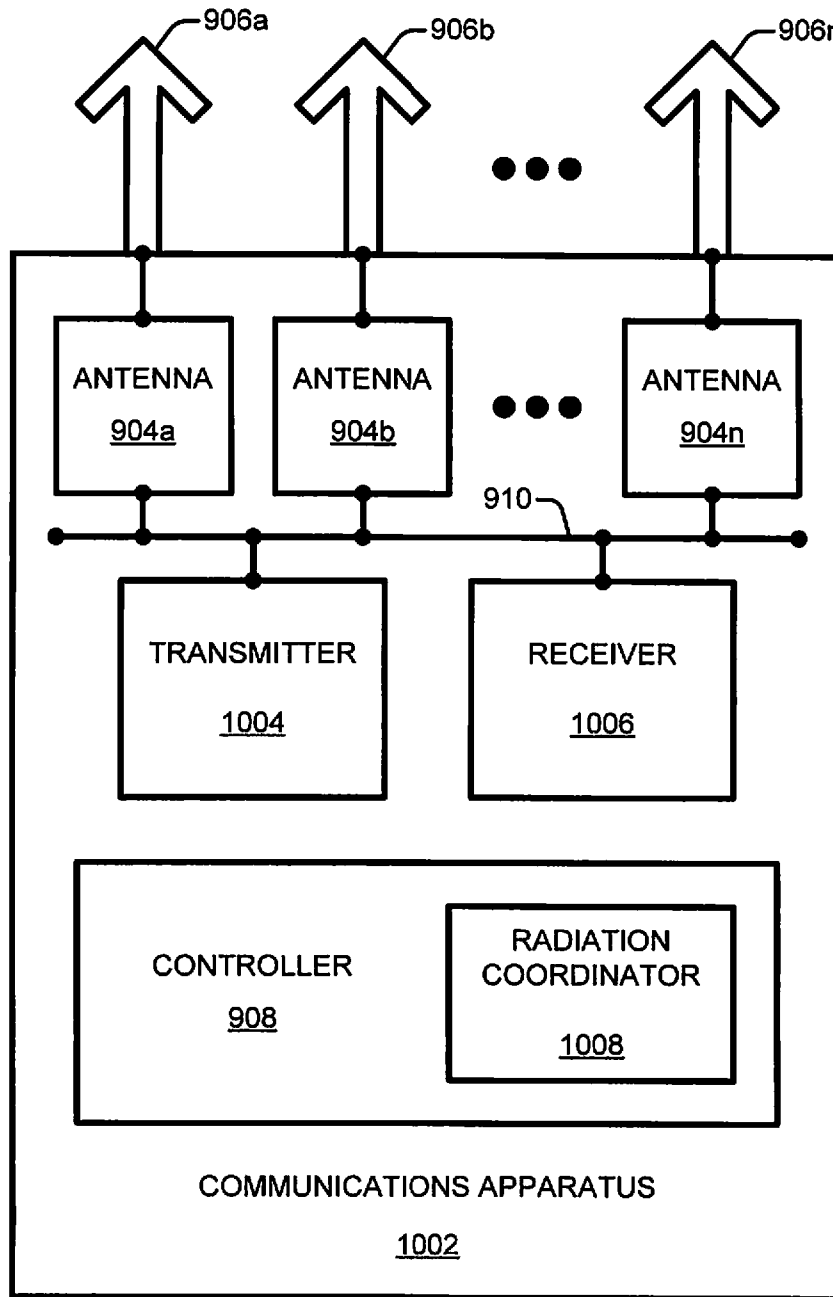 906a
906b
906n
ANTENNA
904a
ANTENNA
904b
ANTENNA
904n
910
TRANSMITTER
1004
RECEIVER
1006
CONTROLLER
908
RADIATION
COORDINATOR
1008
COMMUNICATIONS APPARATUS
1002